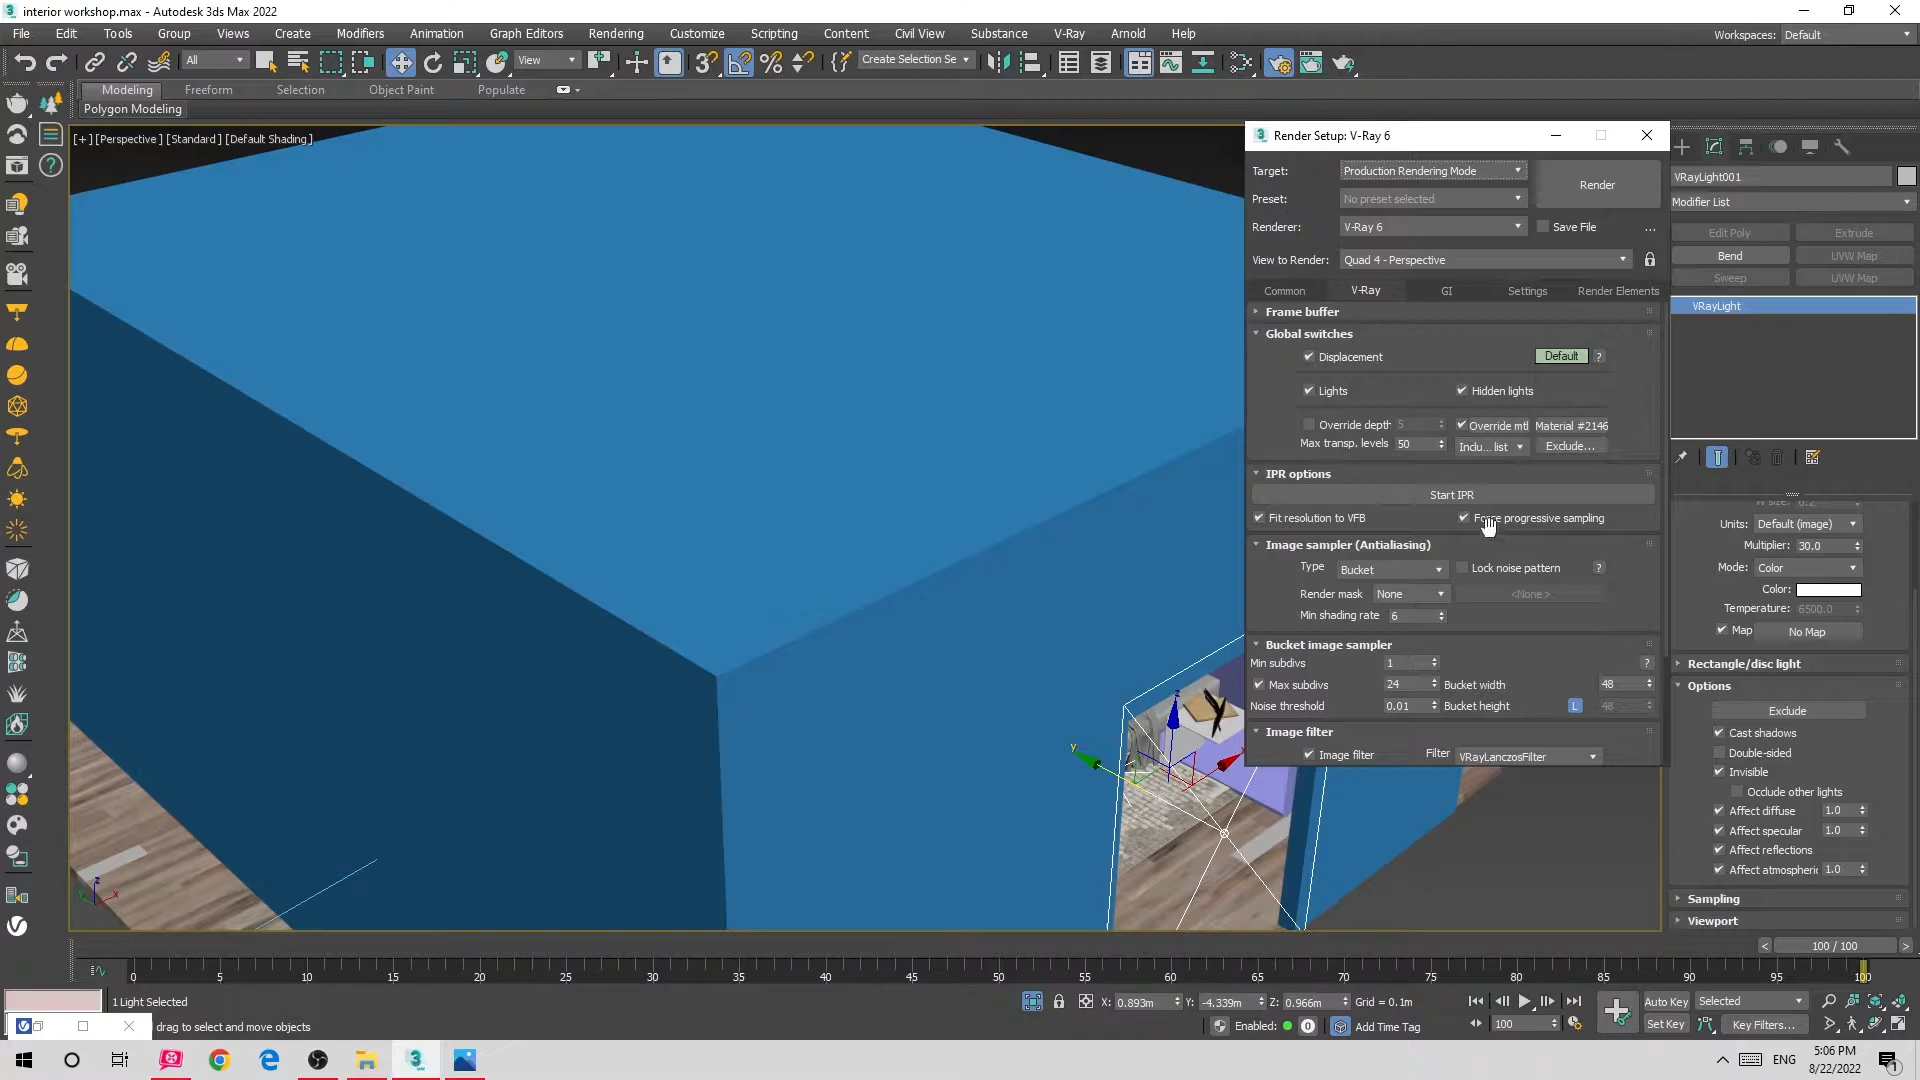 interior workshop.max - Autodesk 3ds Max 2022
File Edit Tools Group Views Create Modifiers Animation Graph Editors Rendering Customize Scripting Content Civil View Substance V-Ray Arnold Help
Workspaces: Default
All View Create Selection Se
Modeling Freeform Selection Object Paint Populate
Polygon Modeling
[+] [Perspective] [Standard] [Default Shading]
Render Setup: V-Ray 6
Target: Production Rendering Mode
Render
Preset: No preset selected
Renderer: V-Ray 6 Save File ...
View to Render: Quad 4 - Perspective
Common V-Ray GI Settings Render Elements
Frame buffer
Global switches
Displacement Default ?
Lights Hidden lights
Override depth 5 Override mtl Material #2146
Max transp. levels 50 Inclu... list Exclude...
IPR options
Start IPR
Fit resolution to VFB Force progressive sampling
Image sampler (Antialiasing)
Type Bucket Lock noise pattern ?
Render mask None <None>
Min shading rate 6
Bucket image sampler
Min subdivs 1 ?
Max subdivs 24 Bucket width 48
Noise threshold 0.01 Bucket height L 48
Image filter
Image filter Filter VRayLanczosFilter
VRayLight001
Modifier List
Edit Poly Extrude
Bend UVW Map
Sweep UVW Map
VRayLight
Units: Default (image)
Multiplier: 30.0
Mode: Color
Color:
Temperature: 6500.0
Map No Map
Rectangle/disc light
Options
Exclude
Cast shadows
Double-sided
Invisible
Occlude other lights
Affect diffuse 1.0
Affect specular 1.0
Affect reflections
Affect atmospheric 1.0
Sampling
Viewport
z
y
x
z
x
< 100 / 100 >
0 5 10 15 20 25 30 35 40 45 50 55 60 65 70 75 80 85 90 95 100
1 Light Selected
X: 0.893m Y: -4.339m Z: 0.966m Grid = 0.1m
Auto Key Selected
drag to select and move objects
Enabled: 0 Add Time Tag
100
Set Key Key Filters...
ENG
5:06 PM
8/22/2022
1